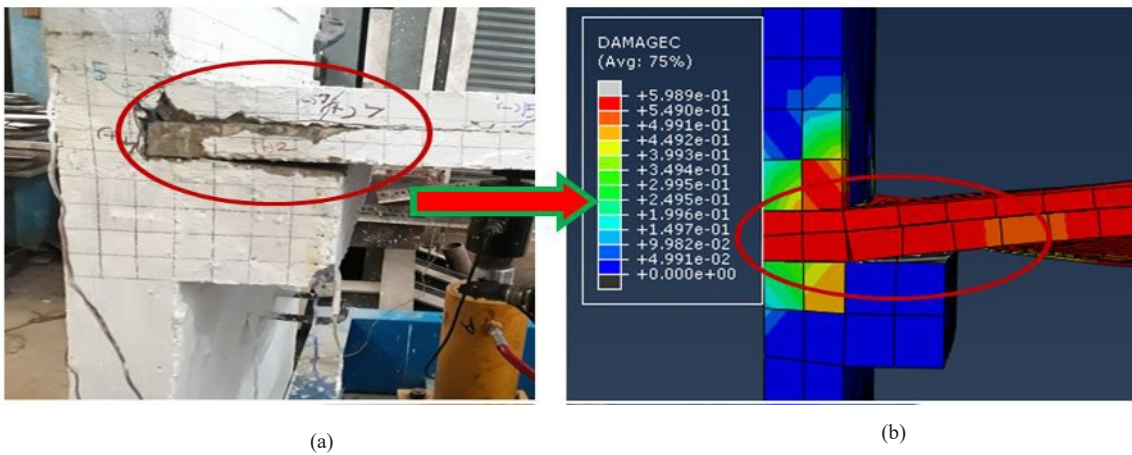 DAMAGEC
(Avg: 75%)
+5.989e-01
+5.490e-01
+4.991e-01
+4.492e-01
+3.993e-01
+3.494e-01
+2.995e-01
+2.495e-01
+1.996e-01
+1.497e-01
+9.982e-02
+4.991e-02
+0.000e+00
A
(a)
(b)